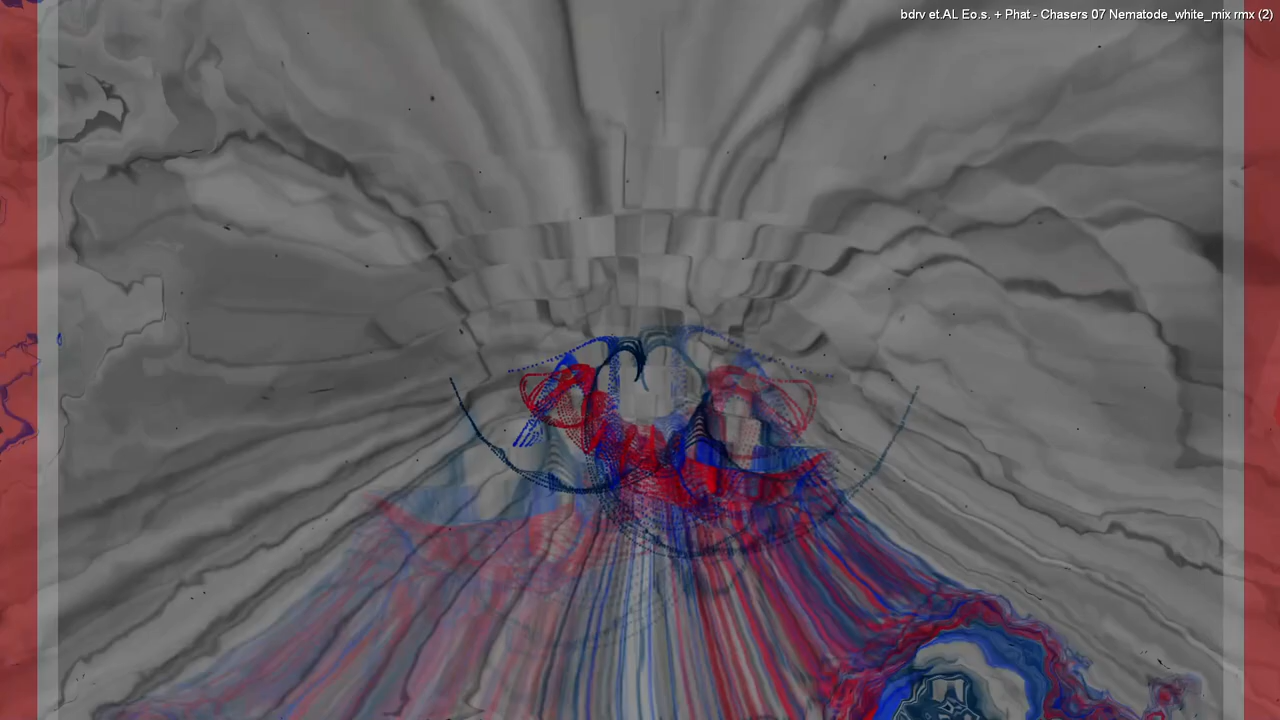 bdrv et.AL Eo.s. + Phat - Chasers 07 Nematode_white_mix rmx (2)